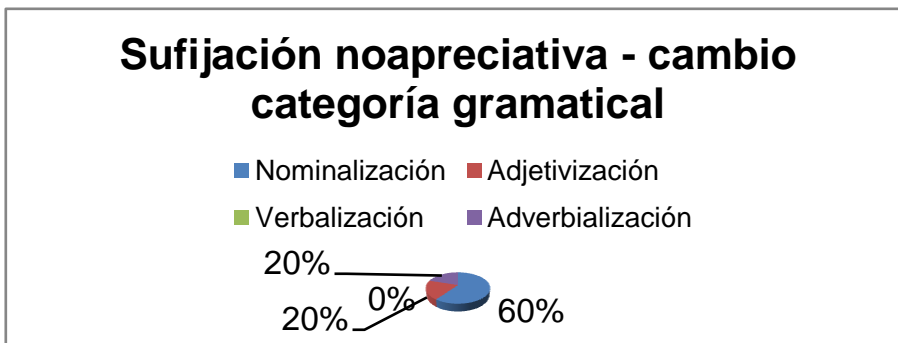 Sufijación noapreciativa - cambio
categoría gramatical
Nominalización Adjetivización
Verbalización Adverbialización
20%
0%
20%
60%